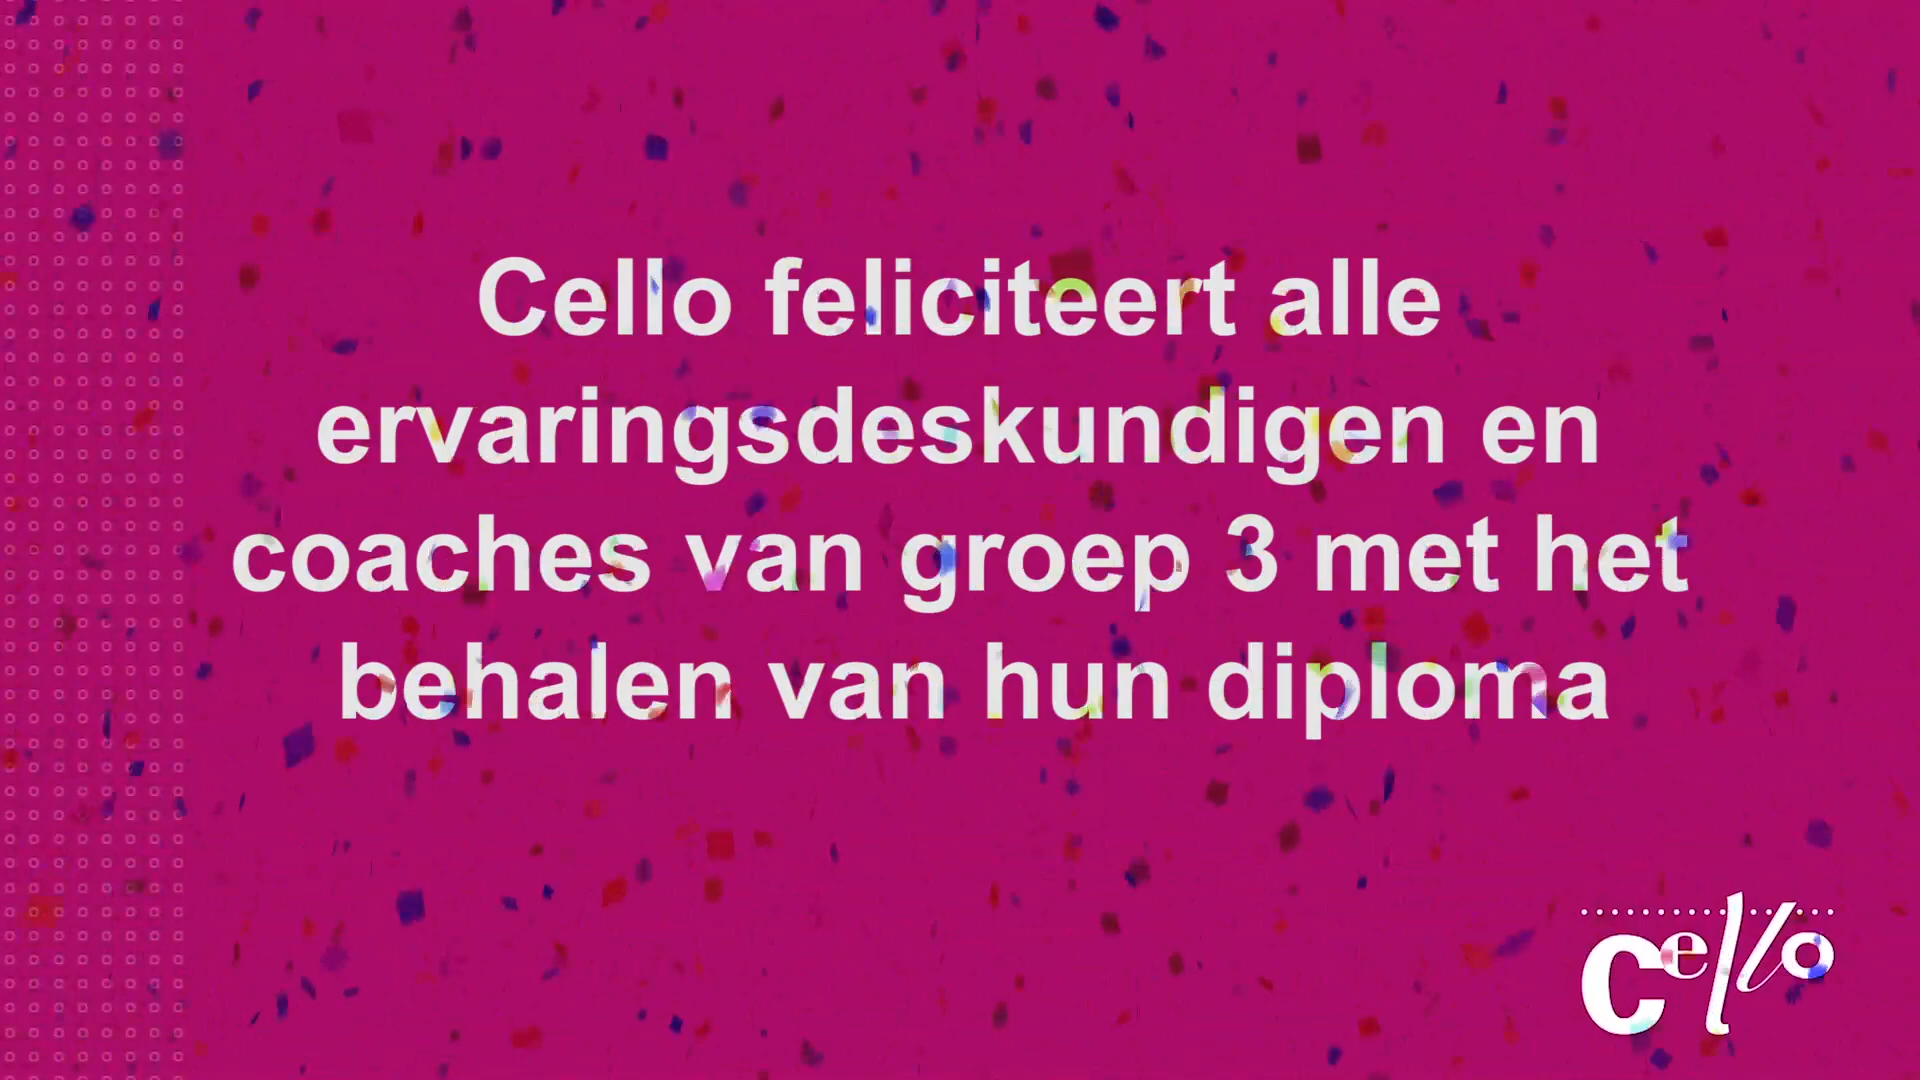 Cello feliciteert alle
ervaringsdeskundigen en
coaches van groep 3 met het
behalen van hun diploma
Cello